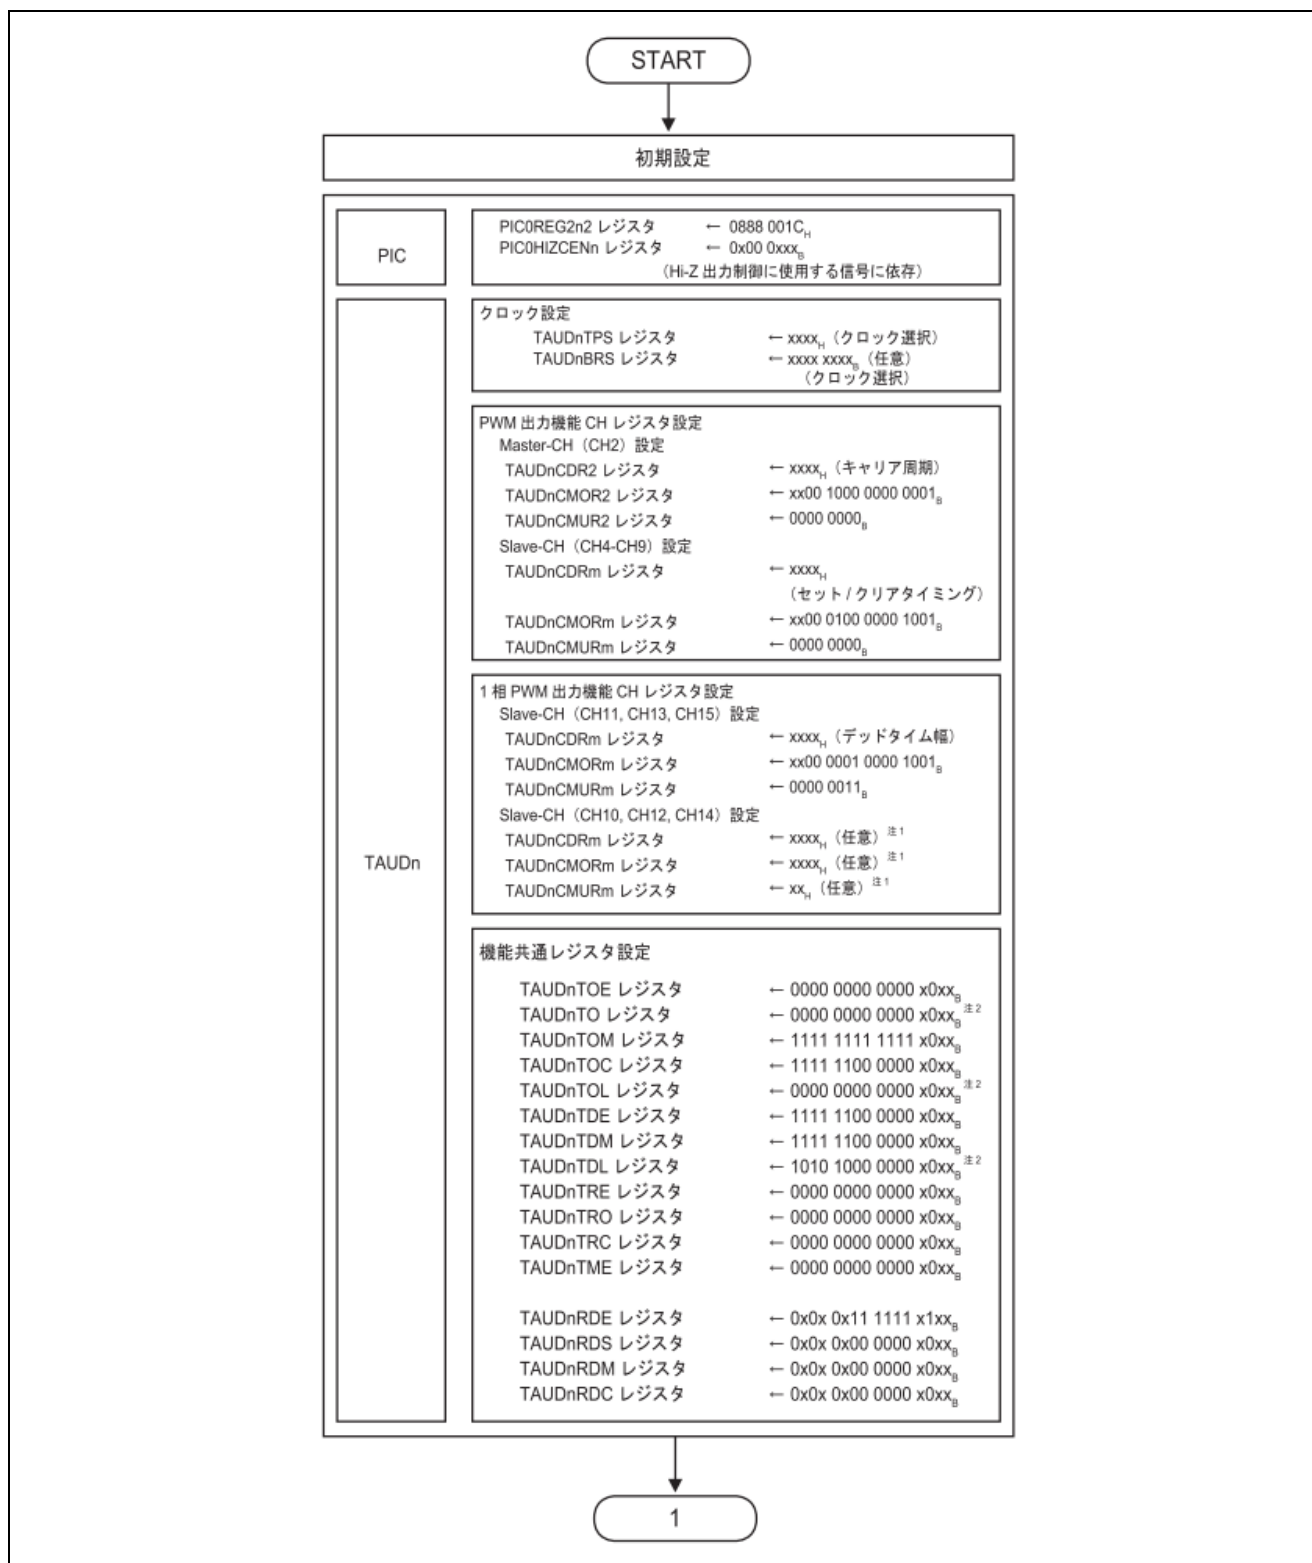 START
初期設定
PIC
PIC0REG2n2 レジスタ ← 0888 001CH
PIC0HIZCENn レジスタ ← 0x00 0xxxB
（Hi-Z 出力制御に使用する信号に依存）
TAUDn
クロック設定
TAUDnTPS レジスタ ← xxxxH（クロック選択）
TAUDnBRS レジスタ ← xxxx xxxxB（任意）
（クロック選択）
PWM 出力機能 CH レジスタ設定
Master-CH（CH2）設定
TAUDnCDR2 レジスタ ← xxxxH（キャリア周期）
TAUDnCMOR2 レジスタ ← xx00 1000 0000 0001B
TAUDnCMUR2 レジスタ ← 0000 0000B
Slave-CH（CH4-CH9）設定
TAUDnCDRm レジスタ ← xxxxH
（セット / クリアタイミング）
TAUDnCMORm レジスタ ← xx00 0100 0000 1001B
TAUDnCMURm レジスタ ← 0000 0000B
1 相 PWM 出力機能 CH レジスタ設定
Slave-CH（CH11, CH13, CH15）設定
TAUDnCDRm レジスタ ← xxxxH（デッドタイム幅）
TAUDnCMORm レジスタ ← xx00 0001 0000 1001B
TAUDnCMURm レジスタ ← 0000 0011B
Slave-CH（CH10, CH12, CH14）設定
TAUDnCDRm レジスタ ← xxxxH（任意）注1
TAUDnCMORm レジスタ ← xxxxH（任意）注1
TAUDnCMURm レジスタ ← xxH（任意）注1
機能共通レジスタ設定
TAUDnTOE レジスタ ← 0000 0000 0000 x0xxB
TAUDnTO レジスタ ← 0000 0000 0000 x0xxB注2
TAUDnTOM レジスタ ← 1111 1111 1111 x0xxB
TAUDnTOC レジスタ ← 1111 1100 0000 x0xxB
TAUDnTOL レジスタ ← 0000 0000 0000 x0xxB注2
TAUDnTDE レジスタ ← 1111 1100 0000 x0xxB
TAUDnTDM レジスタ ← 1111 1100 0000 x0xxB
TAUDnTDL レジスタ ← 1010 1000 0000 x0xxB注2
TAUDnTRE レジスタ ← 0000 0000 0000 x0xxB
TAUDnTRO レジスタ ← 0000 0000 0000 x0xxB
TAUDnTRC レジスタ ← 0000 0000 0000 x0xxB
TAUDnTME レジスタ ← 0000 0000 0000 x0xxB
TAUDnRDE レジスタ ← 0x0x 0x11 1111 x1xxB
TAUDnRDS レジスタ ← 0x0x 0x00 0000 x0xxB
TAUDnRDM レジスタ ← 0x0x 0x00 0000 x0xxB
TAUDnRDC レジスタ ← 0x0x 0x00 0000 x0xxB
1